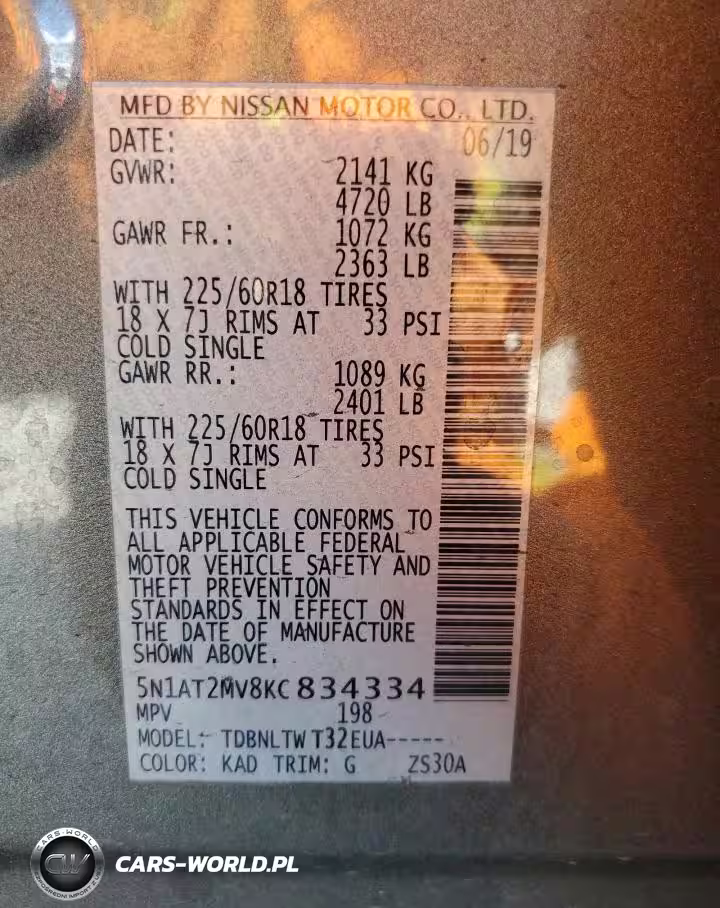 MFD BY NISSAN MOTOR CO., LTD.
DATE: 06/19
GVWR: 2141 KG
4720 LB
GAWR FR.: 1072 KG
2363 LB
WITH 225/60R18 TIRES
18 X 7J RIMS AT 33 PSI
COLD SINGLE
GAWR RR.: 1089 KG
2401 LB
WITH 225/60R18 TIRES
18 X 7J RIMS AT 33 PSI
COLD SINGLE
THIS VEHICLE CONFORMS TO
ALL APPLICABLE FEDERAL
MOTOR VEHICLE SAFETY AND
THEFT PREVENTION
STANDARDS IN EFFECT ON
THE DATE OF MANUFACTURE
SHOWN ABOVE.
5N1AT2MV8KC834334
MPV 198
MODEL: TDBNLTW T32EUA-----
COLOR: KAD TRIM: G ZS30A
CARS-WORLD
CW
CARS-WORLD.PL